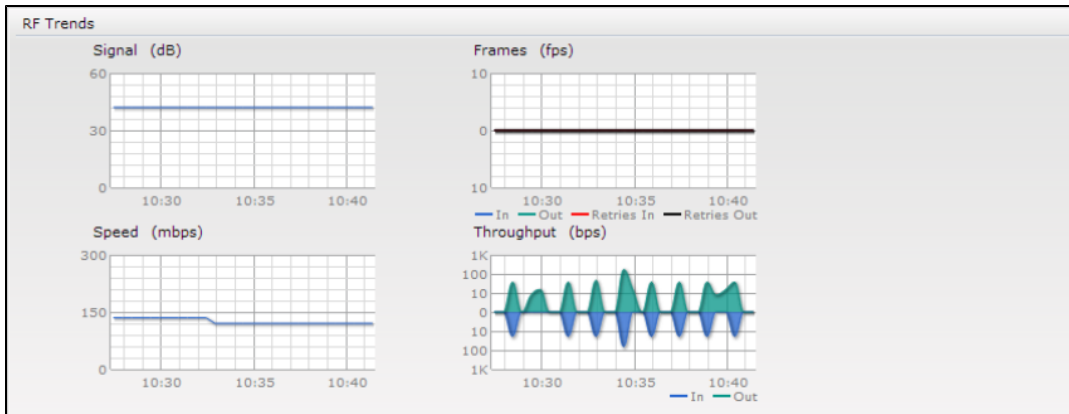 RF Trends
Signal (dB)
60
30
0
10:30 10:35 10:40
Frames (fps)
10
0
10
10:30 10:35 10:40
In Out Retries In Retries Out
Speed (mbps)
300
150
0
10:30 10:35 10:40
Throughput (bps)
1K
100
10
0
10
100
1K
10:30 10:35 10:40
In Out